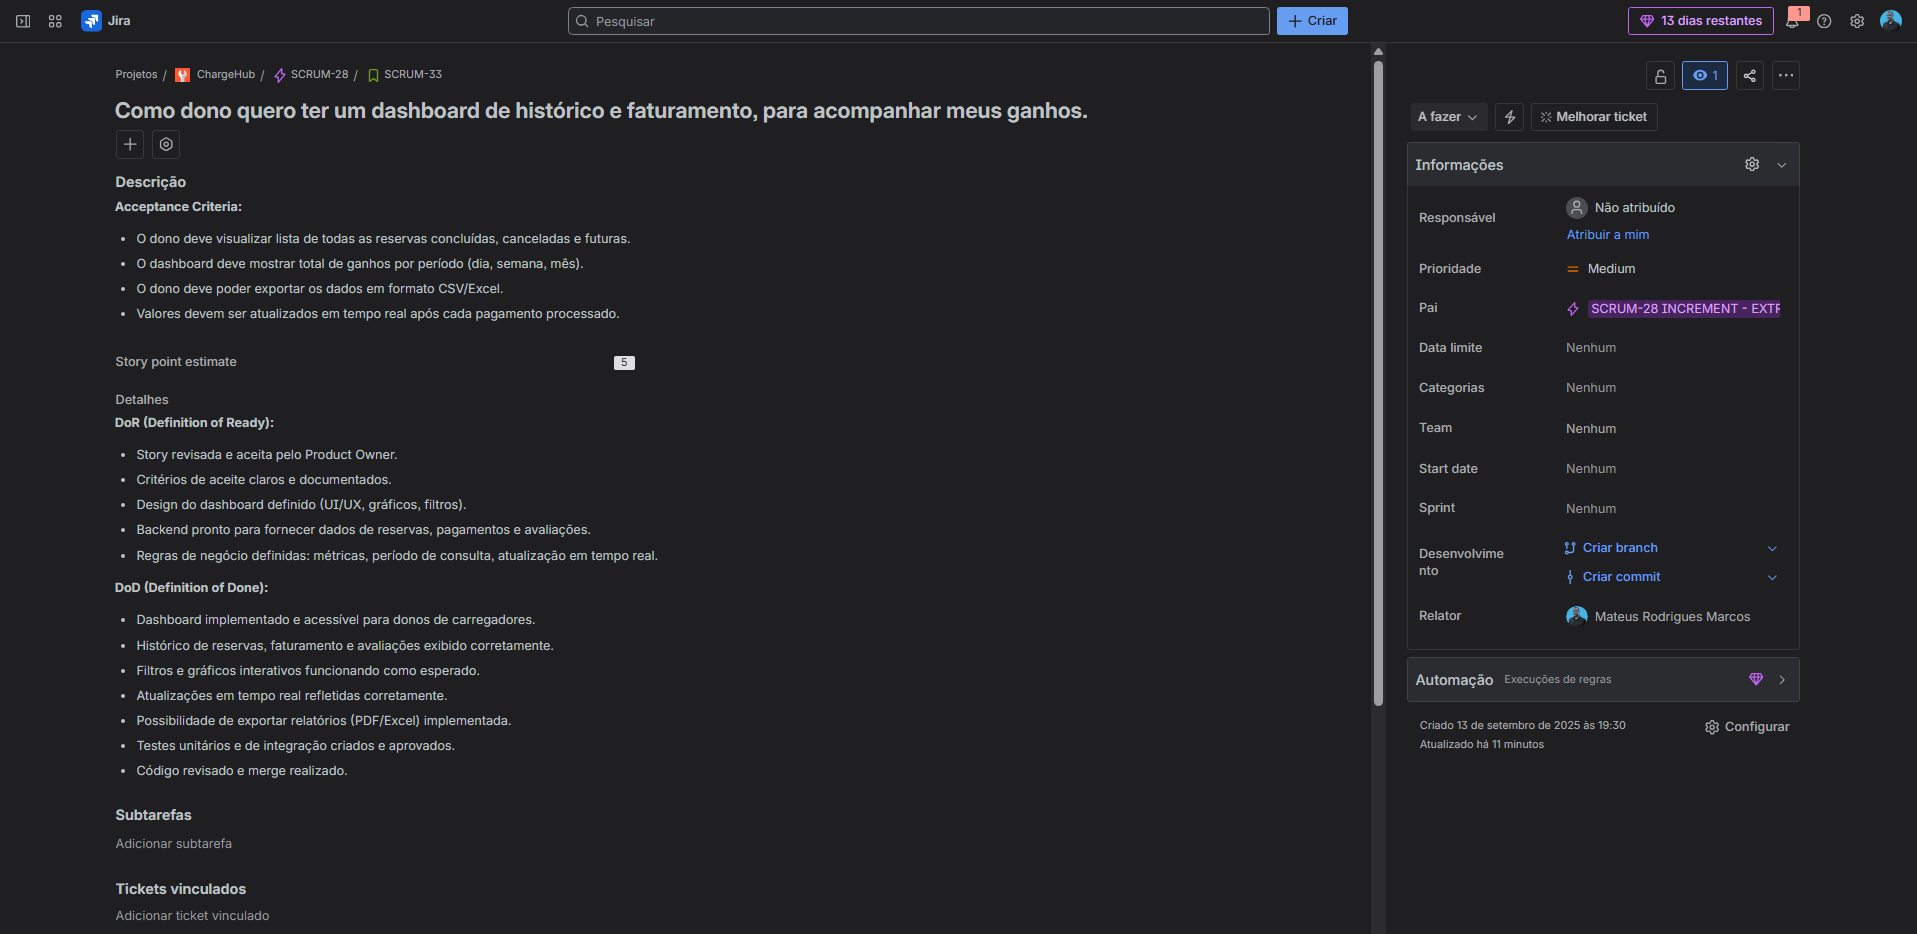 Jira
Pesquisar
Criar
13 dias restantes
1
Projetos / ChargeHub / SCRUM-28 / SCRUM-33
Como dono quero ter um dashboard de histórico e faturamento, para acompanhar meus ganhos.
Descrição
Acceptance Criteria:
• O dono deve visualizar lista de todas as reservas concluídas, canceladas e futuras.
• O dashboard deve mostrar total de ganhos por período (dia, semana, mês).
• O dono deve poder exportar os dados em formato CSV/Excel.
• Valores devem ser atualizados em tempo real após cada pagamento processado.
Story point estimate 5
Detalhes
DoR (Definition of Ready):
• Story revisada e aceita pelo Product Owner.
• Critérios de aceite claros e documentados.
• Design do dashboard definido (UI/UX, gráficos, filtros).
• Backend pronto para fornecer dados de reservas, pagamentos e avaliações.
• Regras de negócio definidas: métricas, período de consulta, atualização em tempo real.
DoD (Definition of Done):
• Dashboard implementado e acessível para donos de carregadores.
• Histórico de reservas, faturamento e avaliações exibido corretamente.
• Filtros e gráficos interativos funcionando como esperado.
• Atualizações em tempo real refletidas corretamente.
• Possibilidade de exportar relatórios (PDF/Excel) implementada.
• Testes unitários e de integração criados e aprovados.
• Código revisado e merge realizado.
Subtarefas
Adicionar subtarefa
Tickets vinculados
Adicionar ticket vinculado
1
A fazer
Melhorar ticket
Informações
Responsável
Não atribuído
Atribuir a mim
Prioridade
Medium
Pai
SCRUM-28 INCREMENT - EXTR
Data limite
Nenhum
Categorias
Nenhum
Team
Nenhum
Start date
Nenhum
Sprint
Nenhum
Desenvolvime
nto
Criar branch
Criar commit
Relator
Mateus Rodrigues Marcos
Automação Execuções de regras
Criado 13 de setembro de 2025 às 19:30
Atualizado há 11 minutos
Configurar